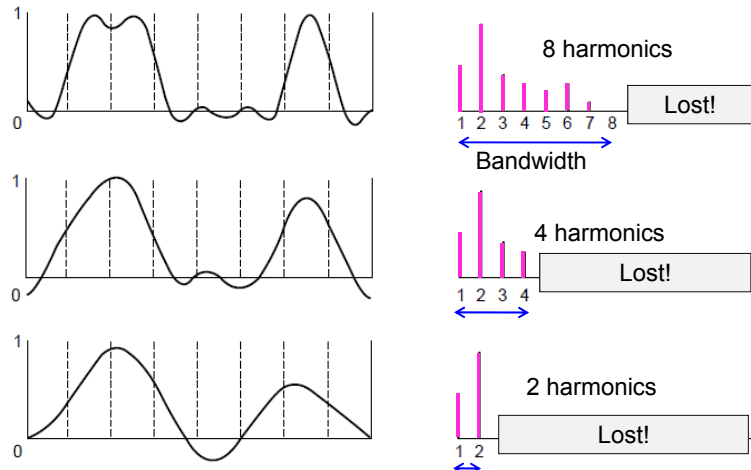 1
0
8 harmonics
Lost!
1 2 3 4 5 6 7 8
Bandwidth
1
0
4 harmonics
Lost!
1 2 3 4
1
0
2 harmonics
Lost!
1 2